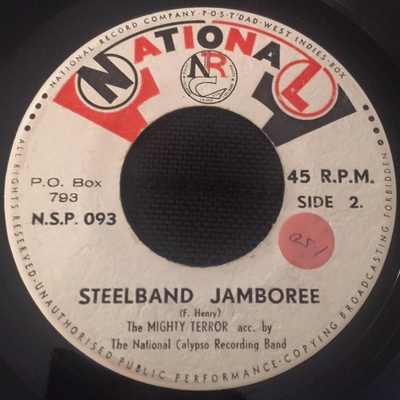 NATIONAL RECORD COMPANY · P·O·S · T'DAD · WEST INDIES · BOX 793
NATIONAL
NR
P.O. Box
793
N.S.P. 093
45 R.P.M.
SIDE 2.
STEELBAND JAMBOREE
(F. Henry)
The MIGHTY TERROR acc. by
The National Calypso Recording Band
ALL RIGHTS RESERVED · UNAUTHORISED PUBLIC PERFORMANCE · COPYING BROADCASTING FORBIDDEN